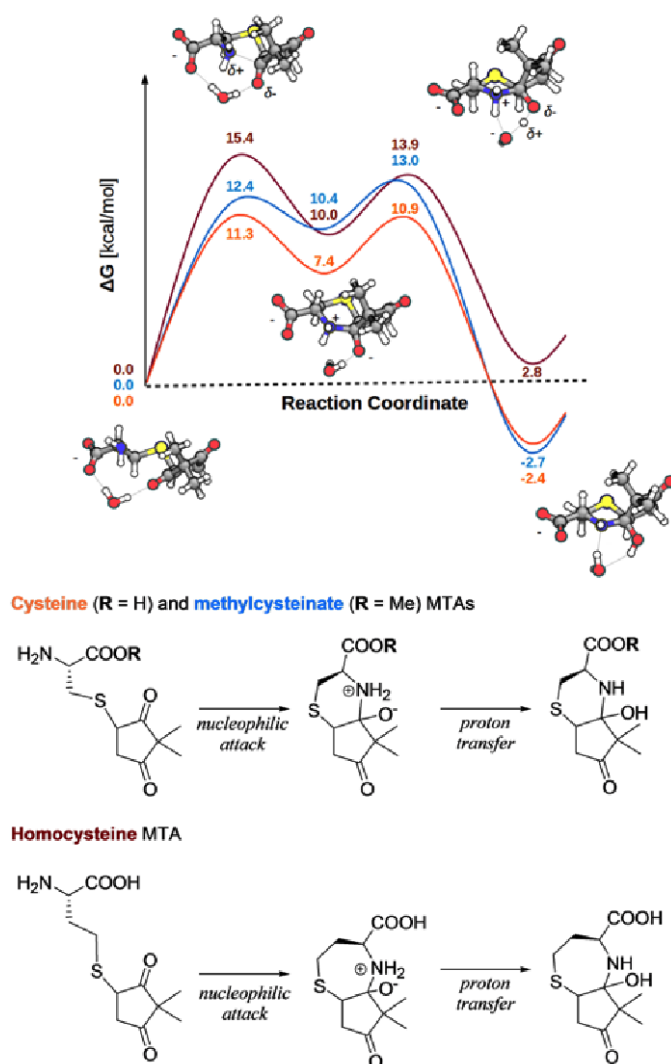 δ+
-
δ-
+
δ-
-
-
δ+
15.4
13.9
13.0
12.4
10.4
10.0
10.9
11.3
7.4
ΔG [kcal/mol]
-
+
-
0.0
0.0
0.0
2.8
Reaction Coordinate
-
-2.7
-2.4
-
Cysteine (R = H) and methylcysteinate (R = Me) MTAs
H₂N COOR
S
O
O
nucleophilic
attack
COOR
⊕NH₂
O⁻
S
O
proton
transfer
COOR
NH
OH
S
O
Homocysteine MTA
H₂N COOH
S
O
O
nucleophilic
attack
COOH
⊕NH₂
O⁻
S
O
proton
transfer
COOH
NH
OH
S
O